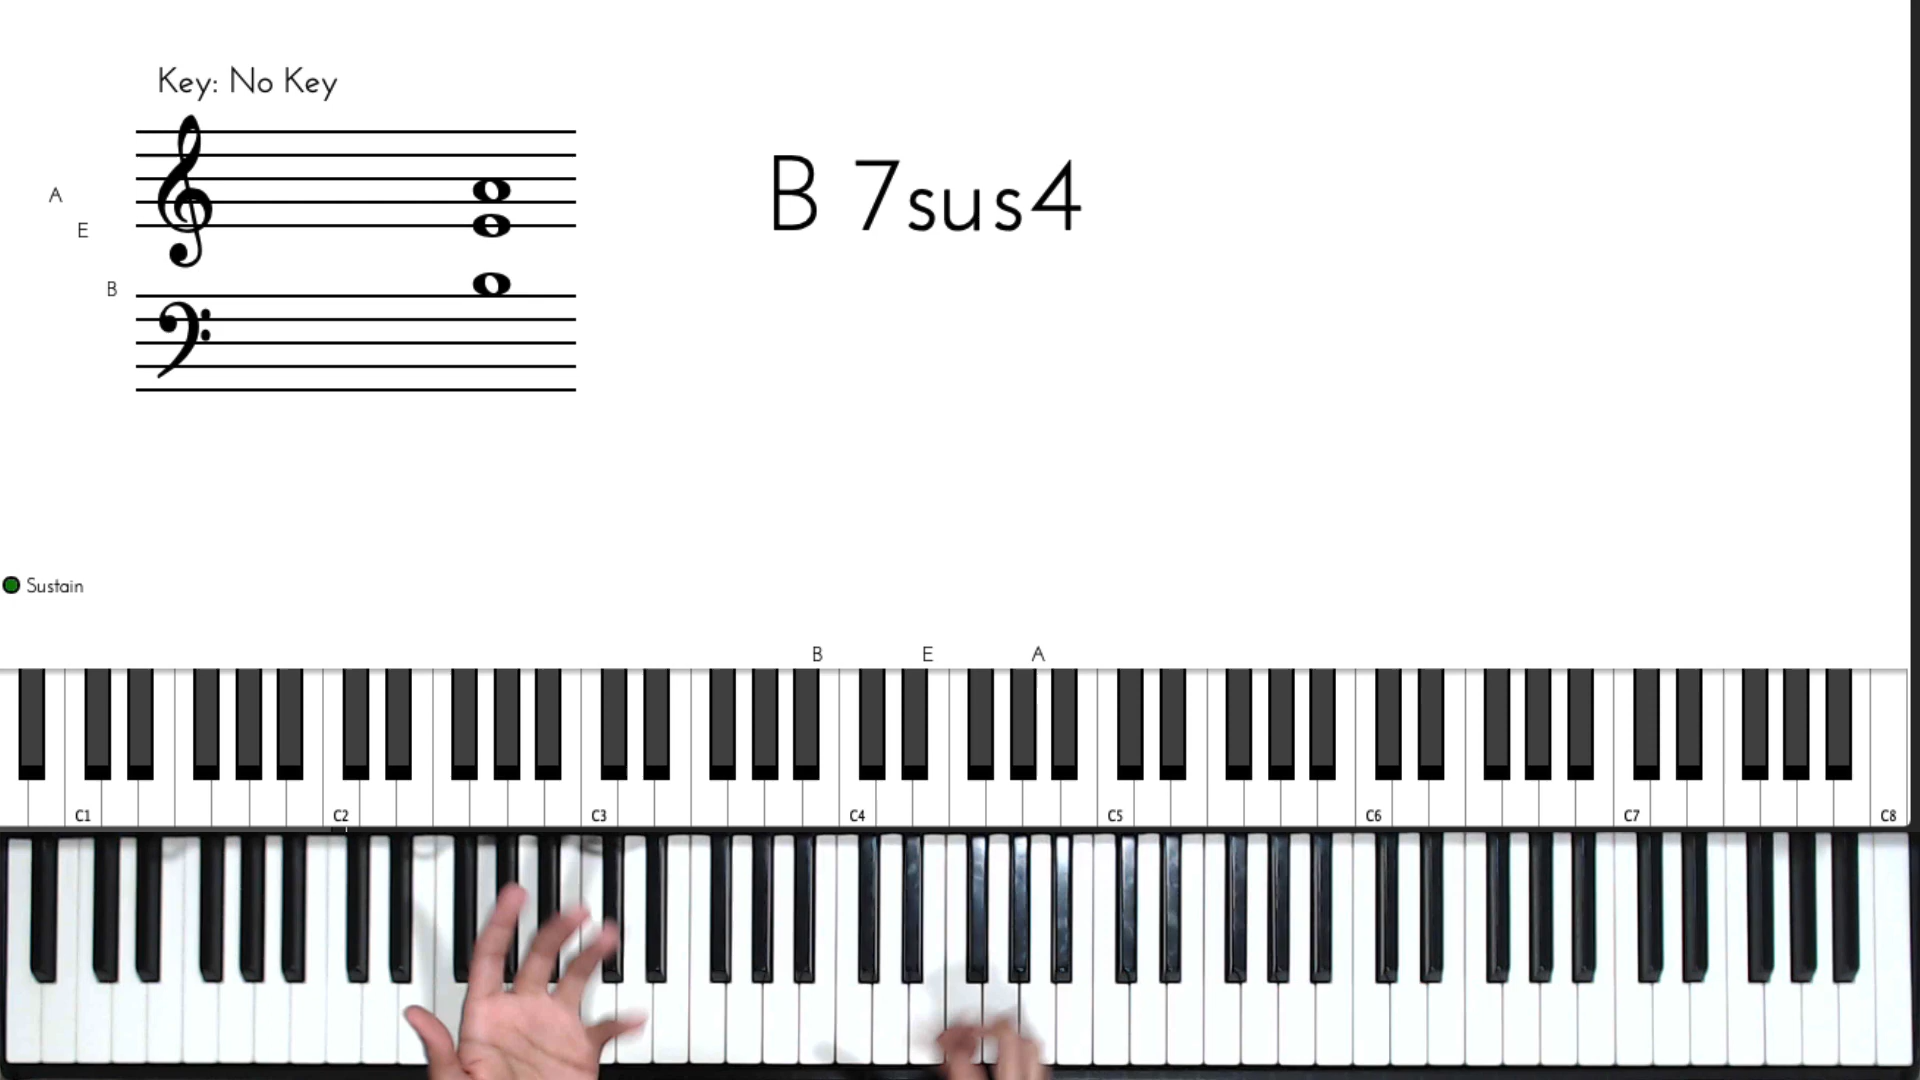 Key: No Key
A
E
B
B 7sus4
Sustain
B E A
C1 C2 C3 C4 C5 C6 C7 C8